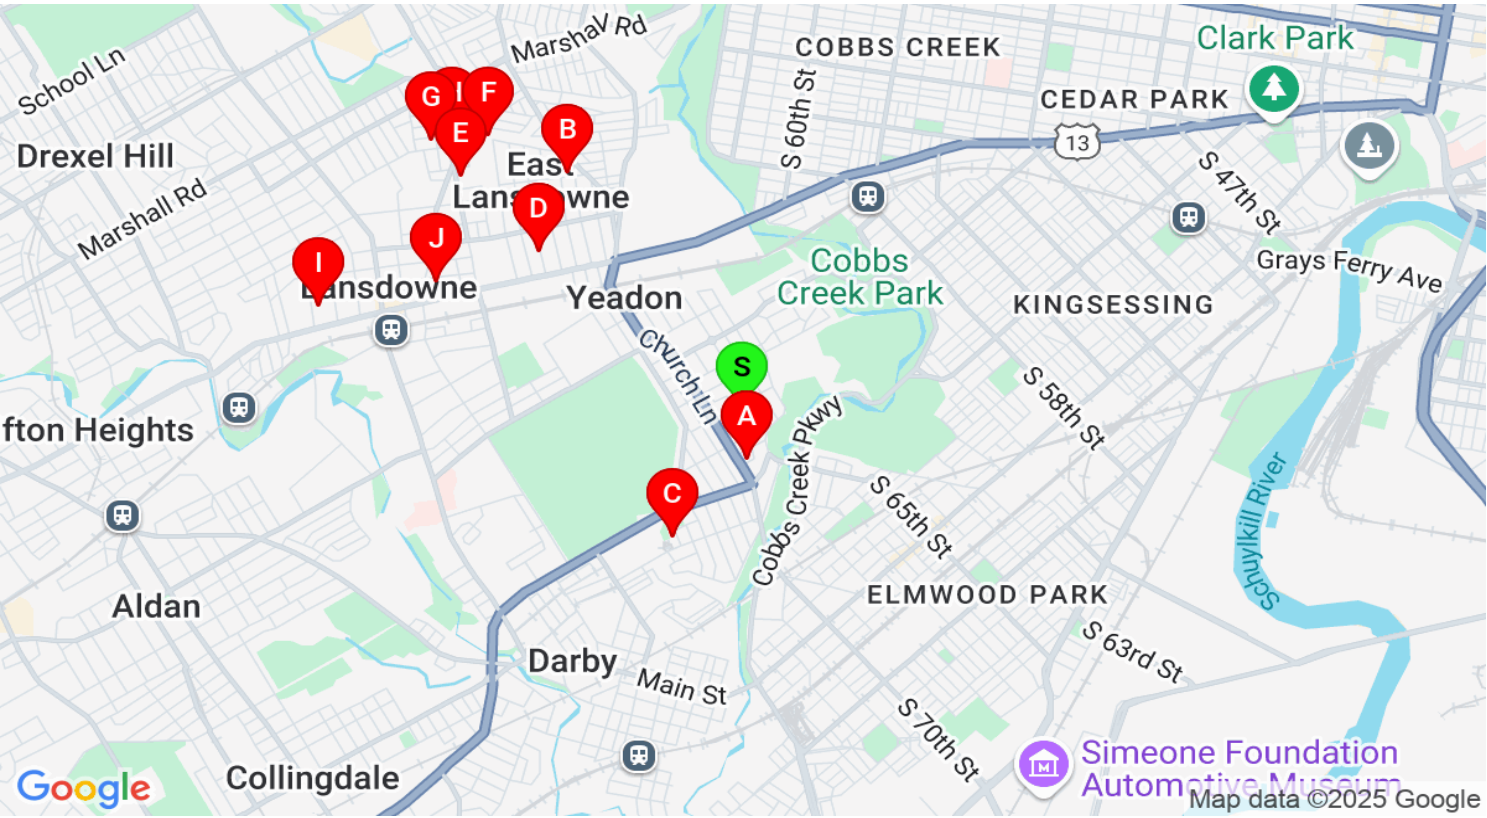 School Ln
Marshall Rd
COBBS CREEK
Clark Park
S 60th St
CEDAR PARK
13
G
F
E
B
East
Lansdowne
D
Drexel Hill
Marshall Rd
S 47th St
J
I
Lansdowne
Yeadon
Cobbs
Creek Park
KINGSESSING
Grays Ferry Ave
Church Ln
S
A
C
Cobbs Creek Pkwy
S 58th St
fton Heights
S 65th St
Schuylkill River
ELMWOOD PARK
Aldan
S 63rd St
Darby
Main St
S 70th St
Collingdale
Simeone Foundation
Automotive Museum
Google
Map data ©2025 Google